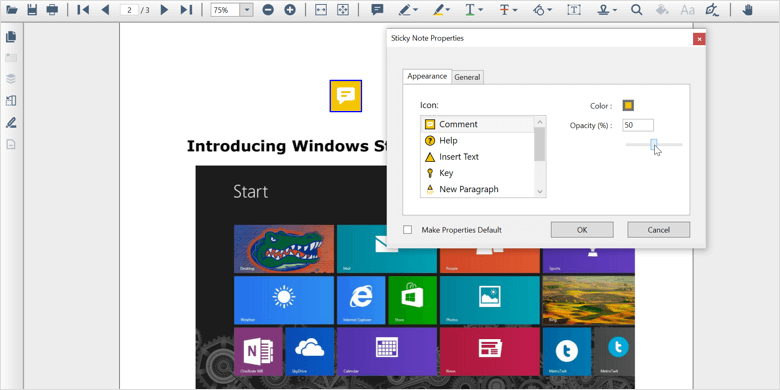 2 / 3
75%
Sticky Note Properties
Appearance
General
Icon:
Comment
Help
Insert Text
Key
New Paragraph
Color :
Opacity (%) :
50
Make Properties Default
OK
Cancel
Introducing Windows St
Start
Desktop
Mail
People
Sports
Weather
Internet Explorer
Store
Photos
OneNote MX
SkyDrive
Calendar
News
MetroTwit
MetroTwit